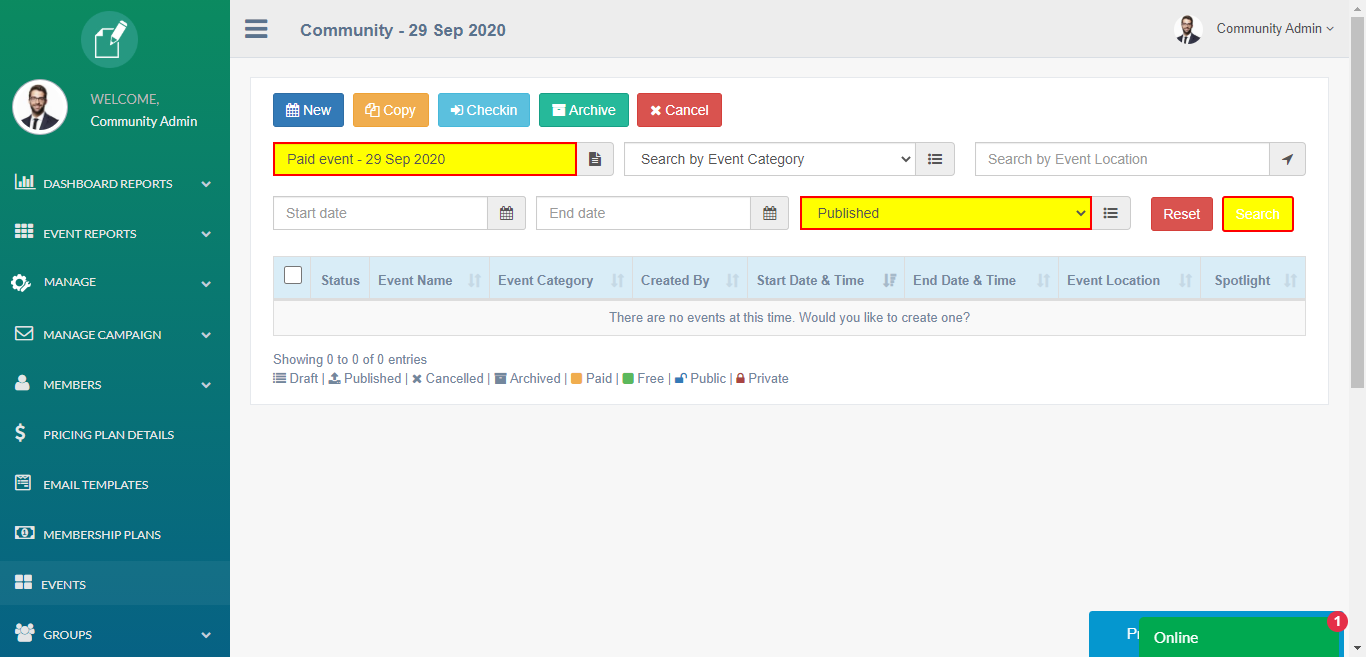 Community - 29 Sep 2020
Community Admin
WELCOME,
Community Admin
DASHBOARD REPORTS
EVENT REPORTS
MANAGE
MANAGE CAMPAIGN
MEMBERS
PRICING PLAN DETAILS
EMAIL TEMPLATES
MEMBERSHIP PLANS
EVENTS
GROUPS
New Copy Checkin Archive Cancel
Paid event - 29 Sep 2020 Search by Event Category Search by Event Location
Start date End date Published Reset Search
Status Event Name Event Category Created By Start Date & Time End Date & Time Event Location Spotlight
There are no events at this time. Would you like to create one?
Showing 0 to 0 of 0 entries
Draft | Published | Cancelled | Archived | Paid | Free | Public | Private
1
Online